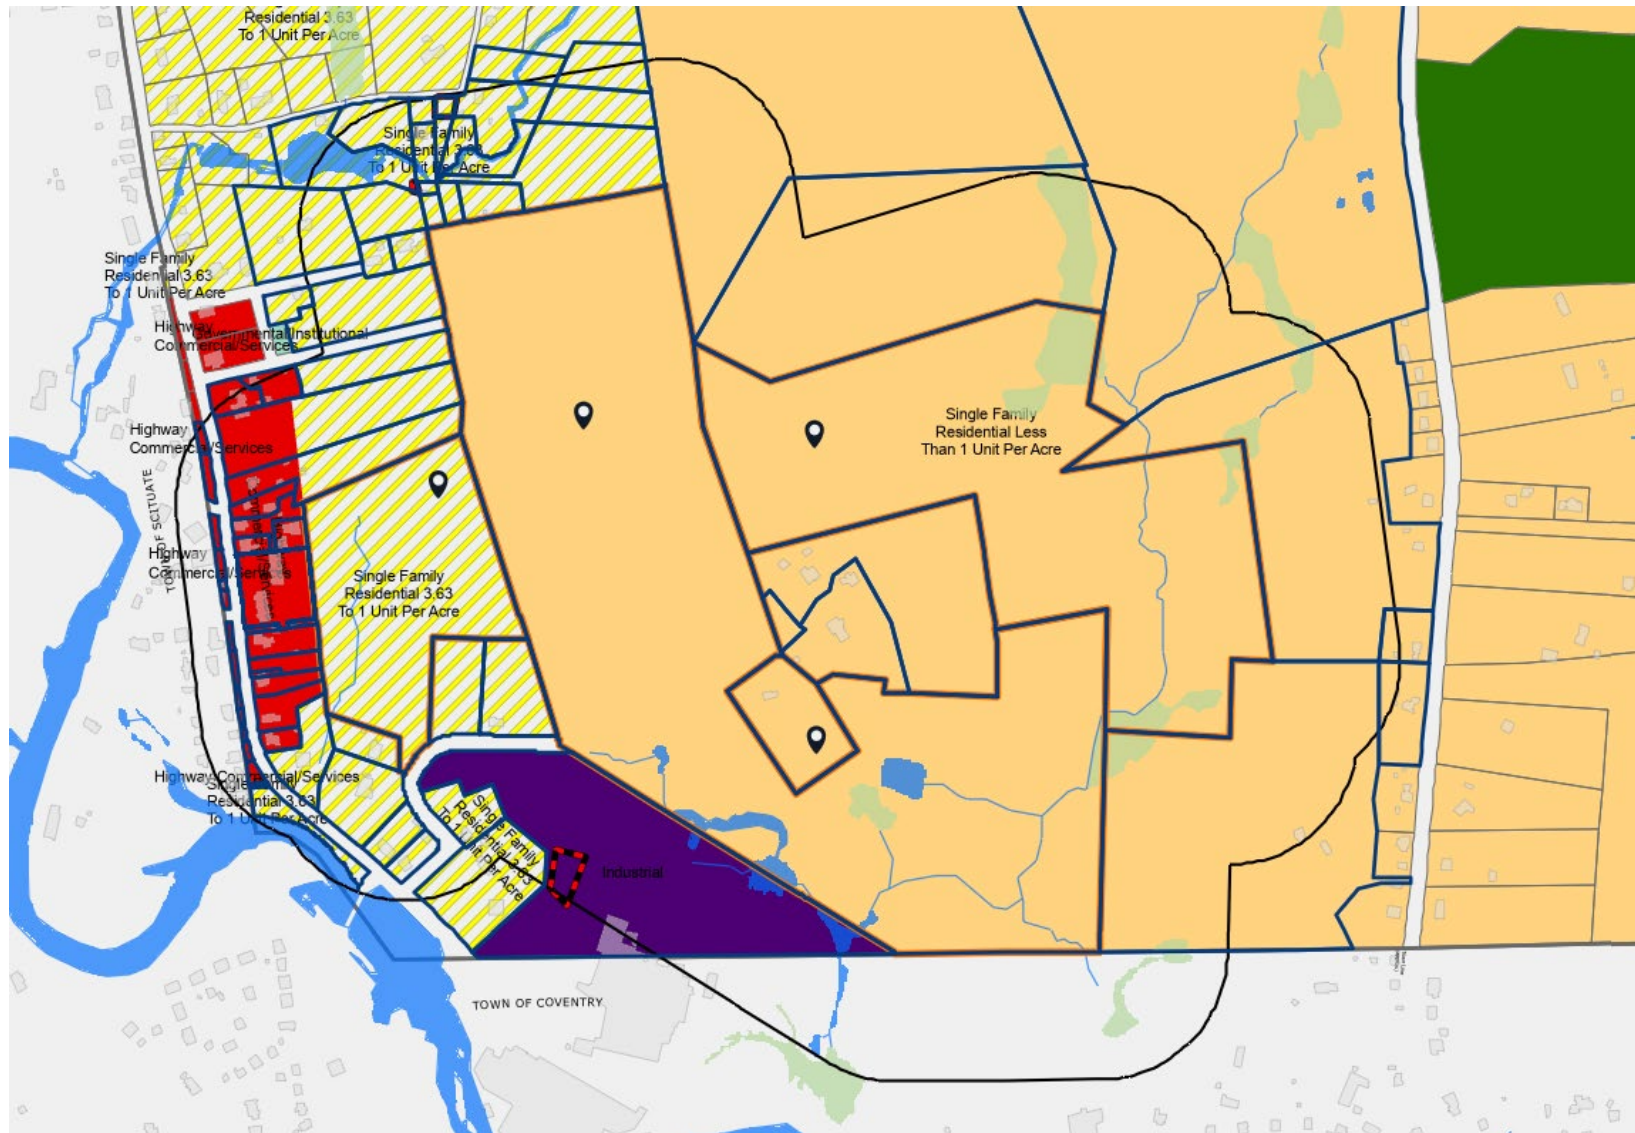 Residential 3.63
To 1 Unit Per Acre
Single Family
Residential 3.63
To 1 Unit Per Acre
Single Family
Residential 3.63
To 1 Unit Per Acre
Highway
Commercial/Services
Governmental/Institutional
Highway
Commercial/Services
TOWN OF SCITUATE
Single Family
Residential Less
Than 1 Unit Per Acre
Highway
Commercial/Services
Single Family
Residential 3.63
To 1 Unit Per Acre
Highway Commercial/Services
Single Family
Residential 3.63
To 1 Unit Per Acre
Single Family
Residential 3.63
To 1 Unit Per Acre
Industrial
TOWN OF COVENTRY